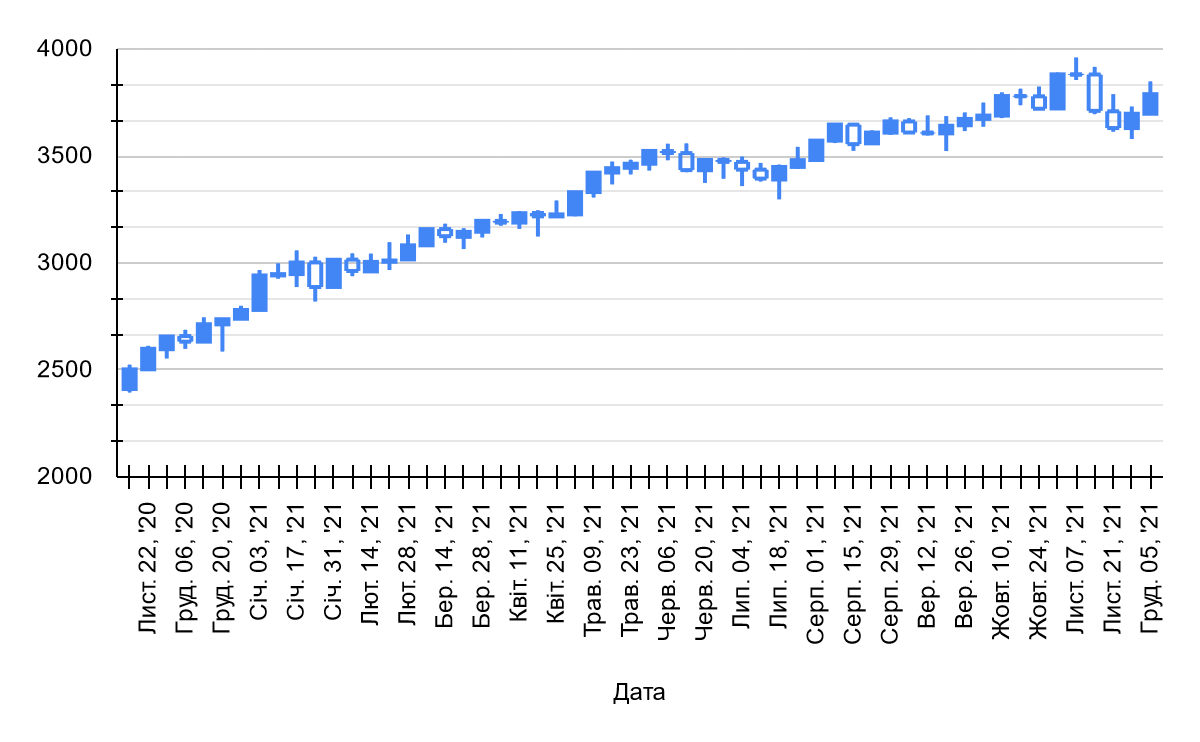 4000
3500
3000
2500
2000
Лист. 22, '20
Груд. 06, '20
Груд. 20, '20
Січ. 03, '21
Січ. 17, '21
Січ. 31, '21
Лют. 14, '21
Лют. 28, '21
Бер. 14, '21
Бер. 28, '21
Квіт. 11, '21
Квіт. 25, '21
Трав. 09, '21
Трав. 23, '21
Черв. 06, '21
Черв. 20, '21
Лип. 04, '21
Лип. 18, '21
Серп. 01, '21
Серп. 15, '21
Серп. 29, '21
Вер. 12, '21
Вер. 26, '21
Жовт. 10, '21
Жовт. 24, '21
Лист. 07, '21
Лист. 21, '21
Груд. 05, '21
Дата